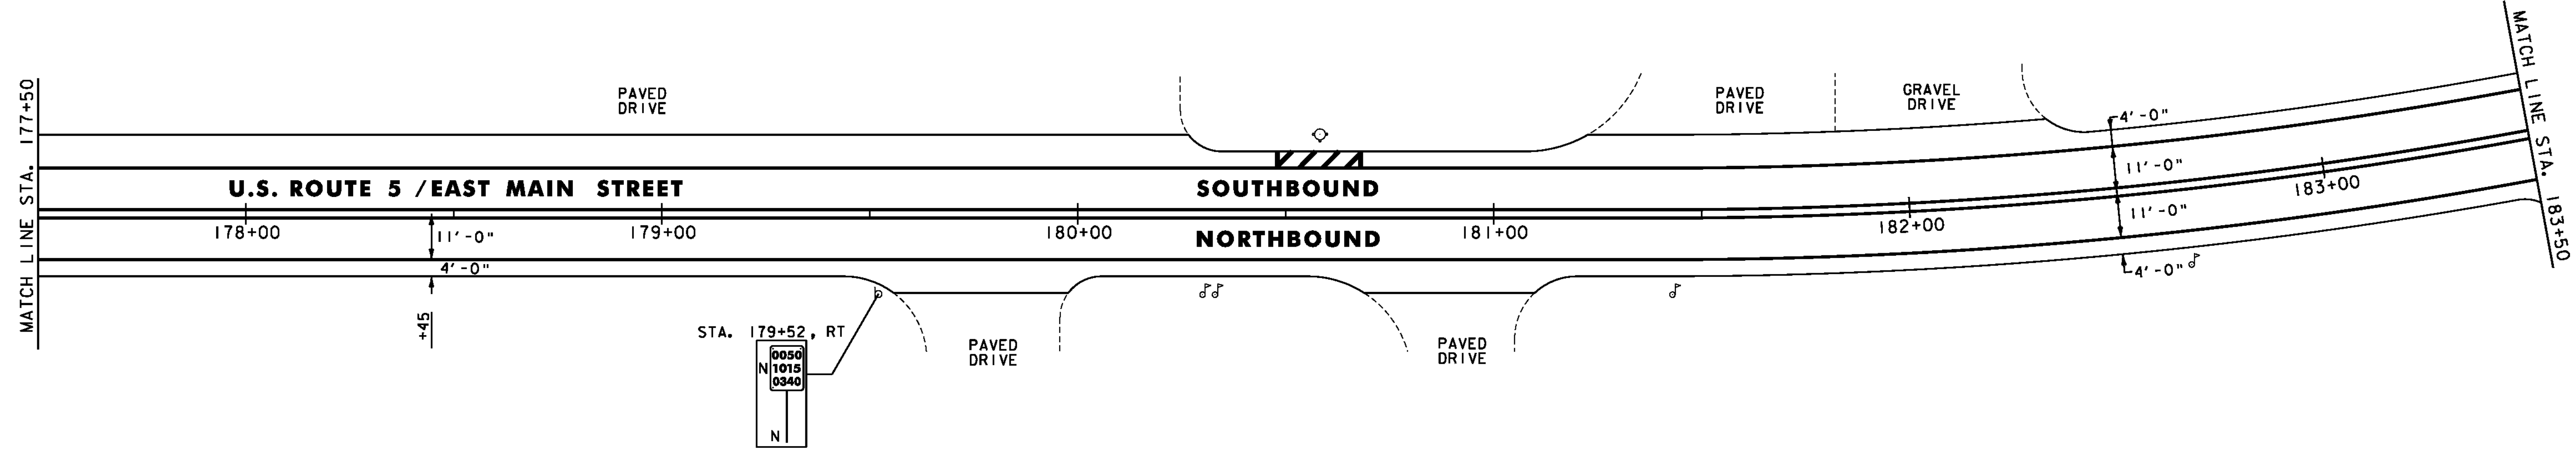 MATCH LINE STA. 177+50
PAVED
DRIVE
PAVED
DRIVE
GRAVEL
DRIVE
4'-0"
11'-0"
11'-0"
4'-0"
MATCH LINE STA. 183+50
U.S. ROUTE 5 /EAST MAIN STREET
SOUTHBOUND
NORTHBOUND
178+00
179+00
180+00
181+00
182+00
183+00
11'-0"
4'-0"
+45
STA. 179+52, RT
0050
N 1015
0340
N
PAVED
DRIVE
PAVED
DRIVE